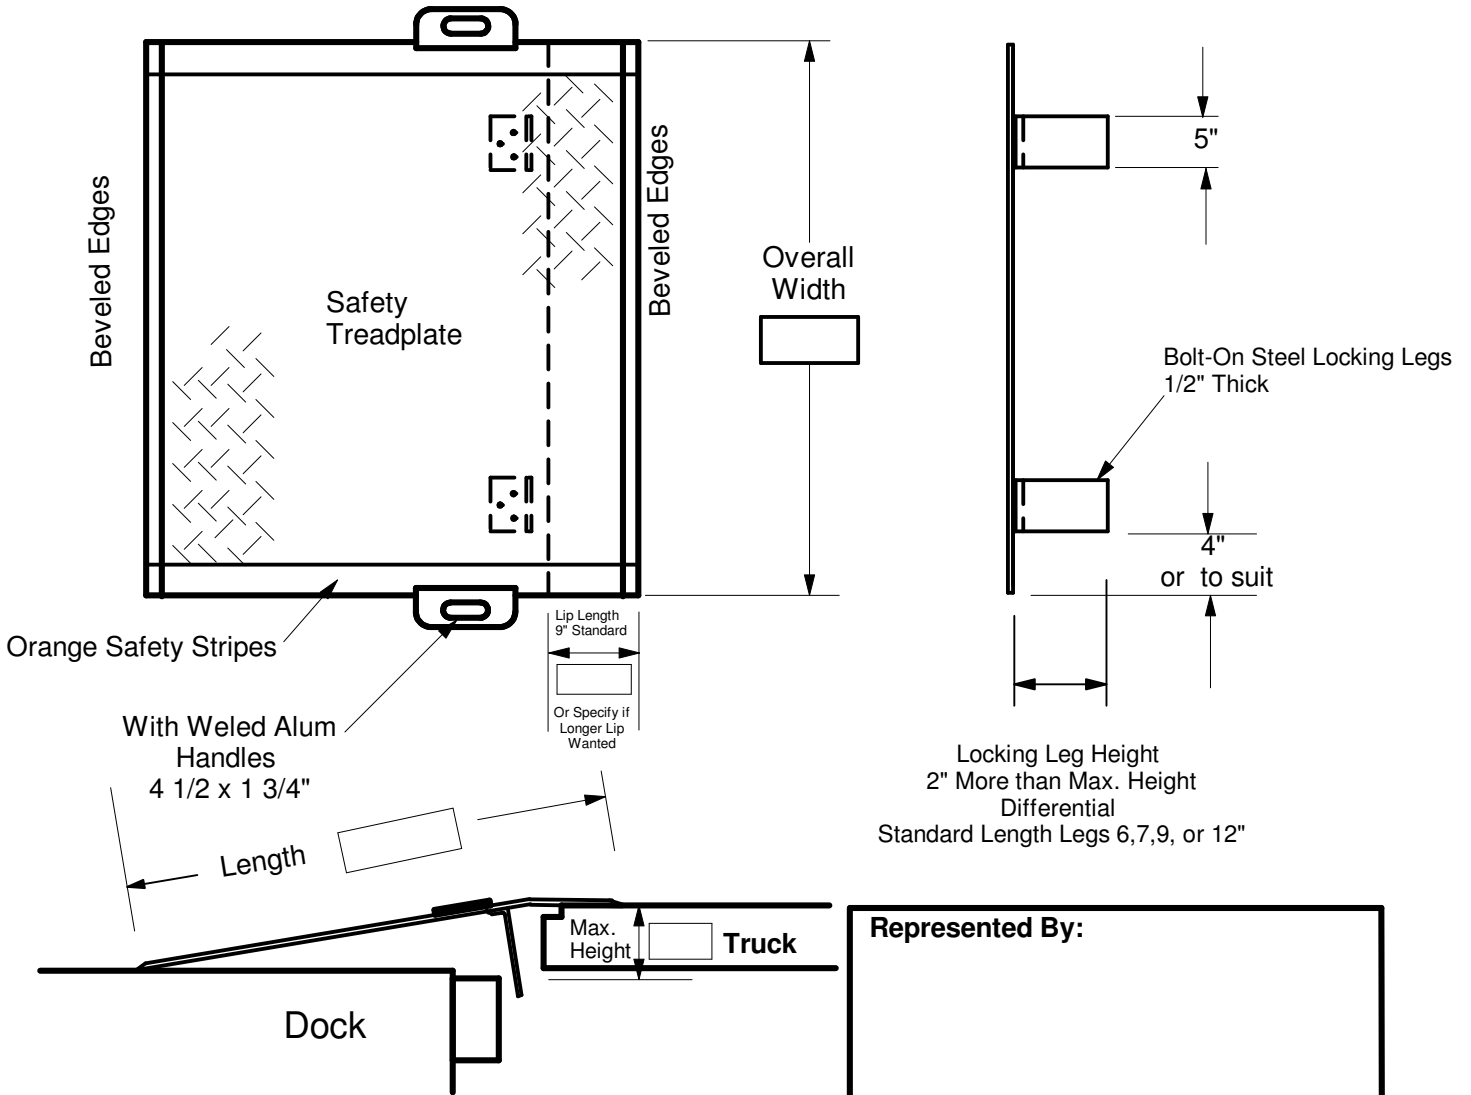 Beveled Edges
Safety
Treadplate
Beveled Edges
Overall
Width
5"
Bolt-On Steel Locking Legs
1/2" Thick
4"
or to suit
Orange Safety Stripes
Lip Length
9" Standard
Or Specify if
Longer Lip
Wanted
With Weled Alum
Handles
4 1/2 x 1 3/4"
Locking Leg Height
2" More than Max. Height
Differential
Standard Length Legs 6,7,9, or 12"
Length
Max.
Height
Truck
Dock
Represented By: